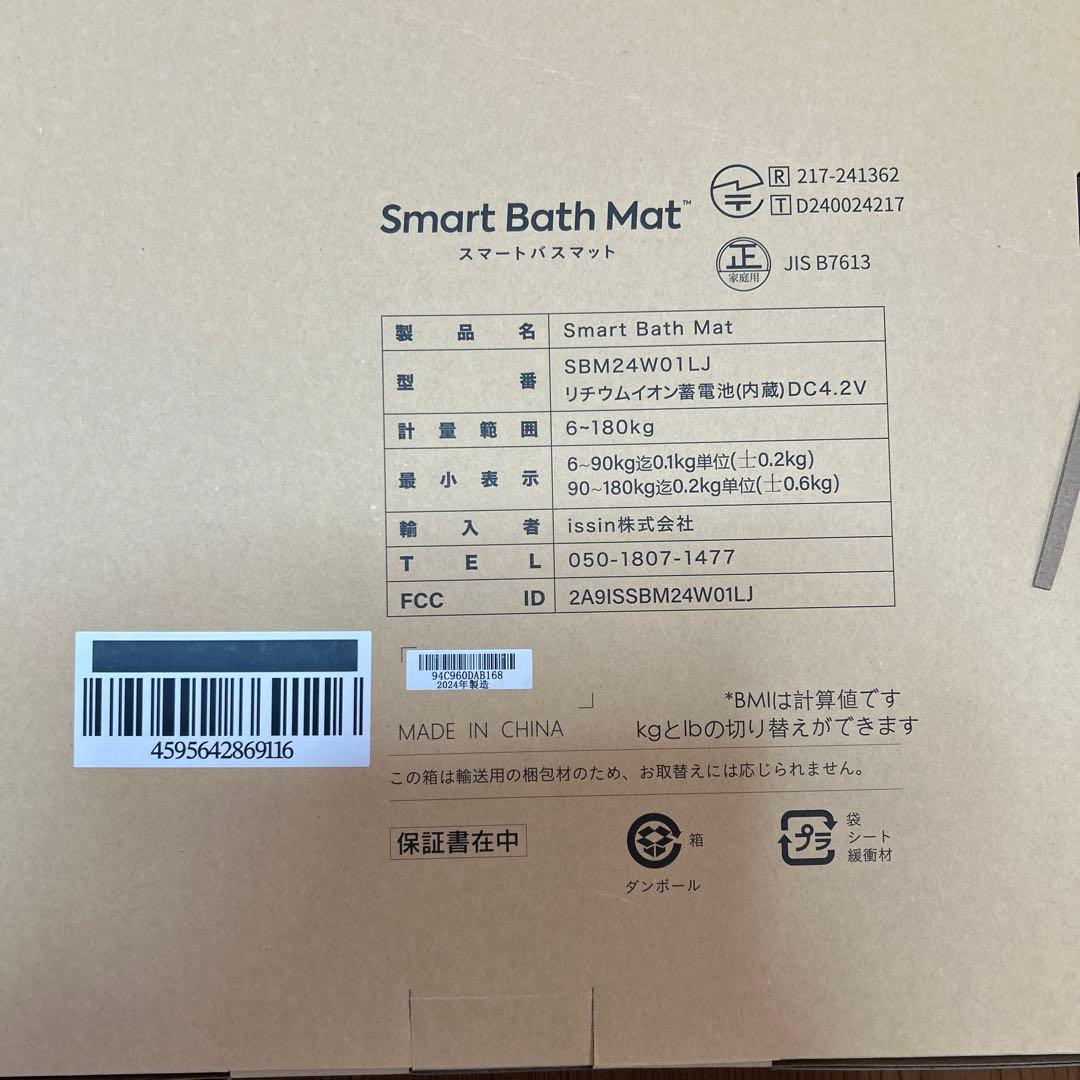 Smart Bath Mat™
スマートバスマット
R 217-241362
T D240024217
正
家庭用
JIS B7613
製品名 Smart Bath Mat
型番 SBM24W01LJ
リチウムイオン蓄電池(内蔵)DC4.2V
計量範囲 6~180kg
最小表示 6~90kg迄0.1kg単位(士0.2kg)
90~180kg迄0.2kg単位(士0.6kg)
輸入者 issin株式会社
TEL 050-1807-1477
FCC ID 2A9ISSBM24W01LJ
4595642869116
94C960DAB168
2024年製造
MADE IN CHINA
*BMIは計算値です
kgとlbの切り替えができます
この箱は輸送用の梱包材のため、お取替えには応じられません。
保証書在中
箱
ダンボール
プラ
袋
シート
緩衝材